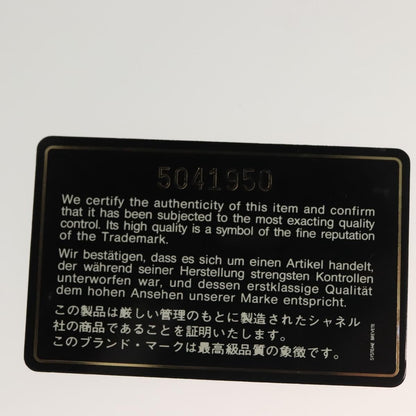 5041950
We certify the authenticity of this item and confirm
that it has been subjected to the most exacting quality
control. Its high quality is a symbol of the fine reputation
of the Trademark.
Wir bestätigen, dass es sich um einen Artikel handelt,
der während seiner Herstellung strengsten Kontrollen
unterworfen war, und dessen erstklassige Qualität
dem hohen Ansehen unserer Marke entspricht.
この製品は厳しい管理のもとに製造されたシャネル
社の商品であることを証明いたします。
このブランド・マークは最高級品質の象徴です。
SYSTEME BREVETE